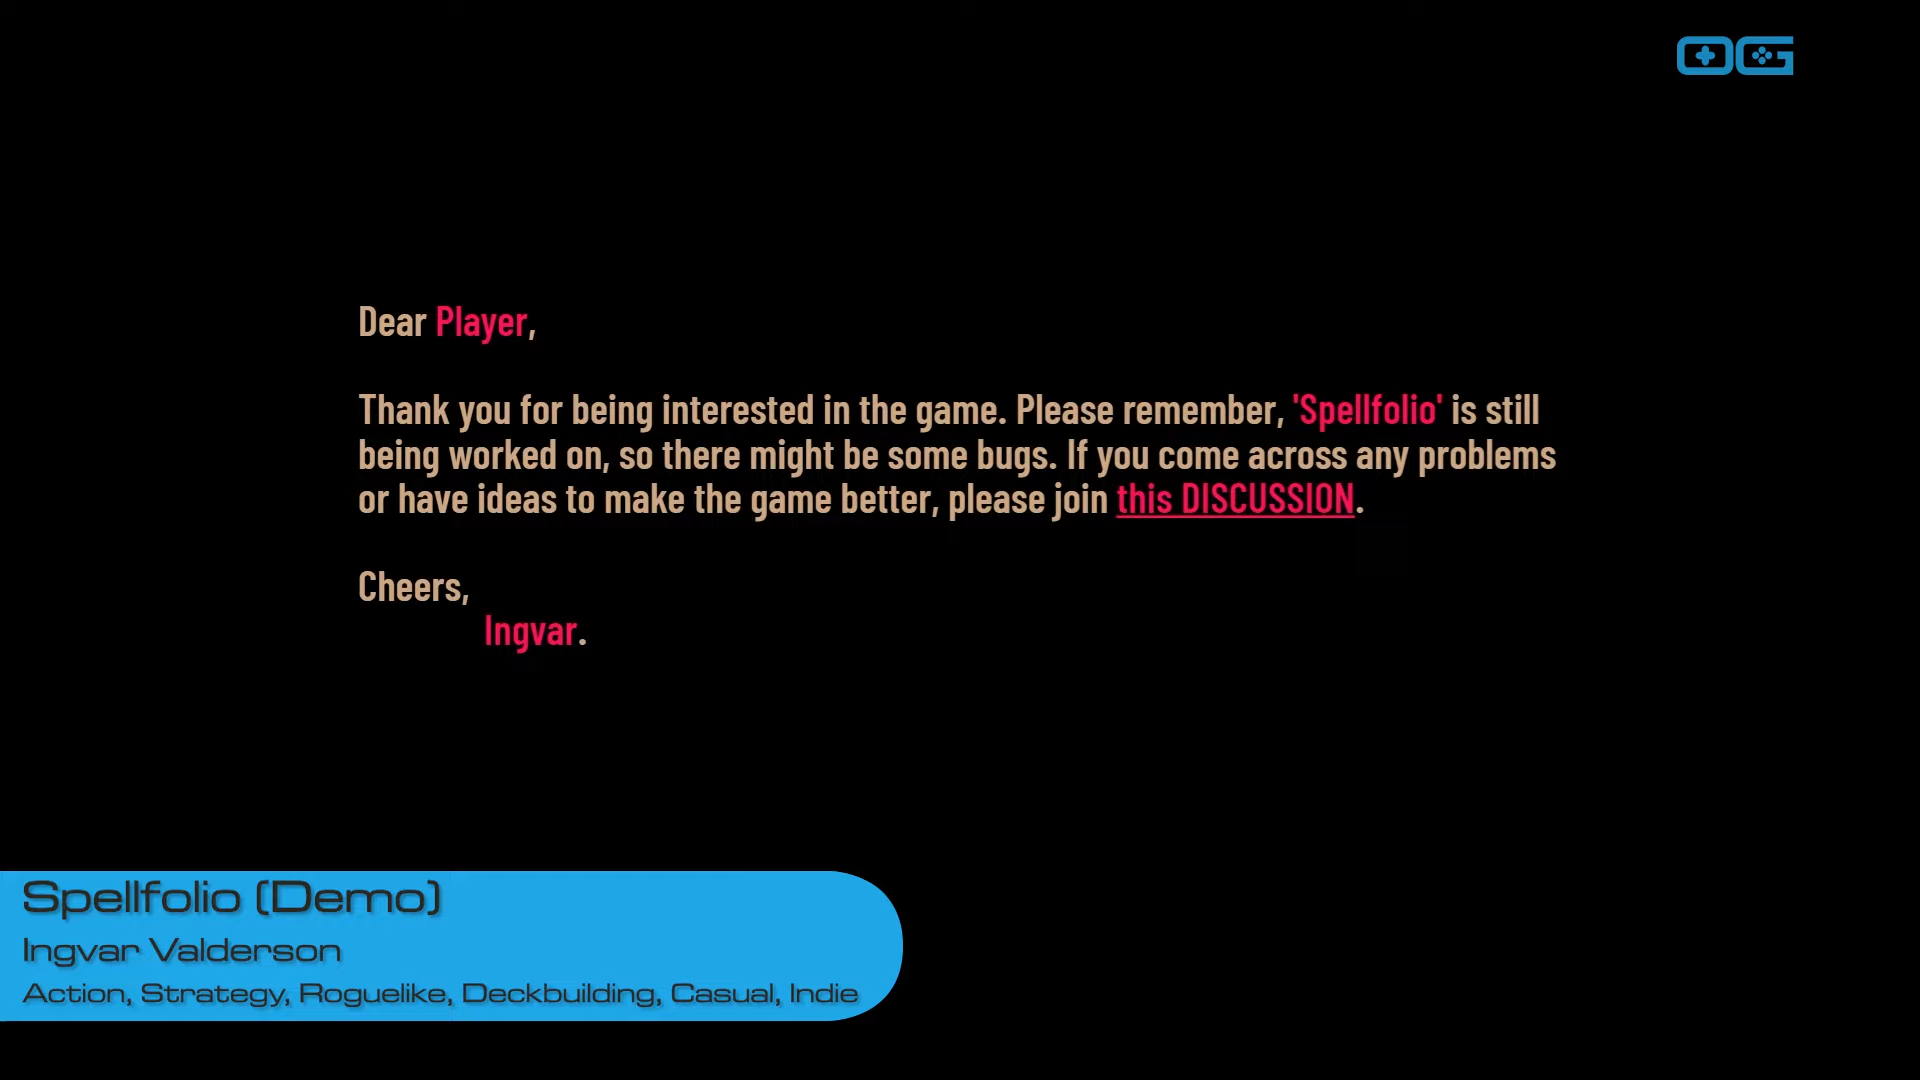 OG
Dear Player,
Thank you for being interested in the game. Please remember, 'Spellfolio' is still
being worked on, so there might be some bugs. If you come across any problems
or have ideas to make the game better, please join this DISCUSSION.
Cheers,
Ingvar.
Spellfolio (Demo)
Ingvar Valderson
Action, Strategy, Roguelike, Deckbuilding, Casual, Indie